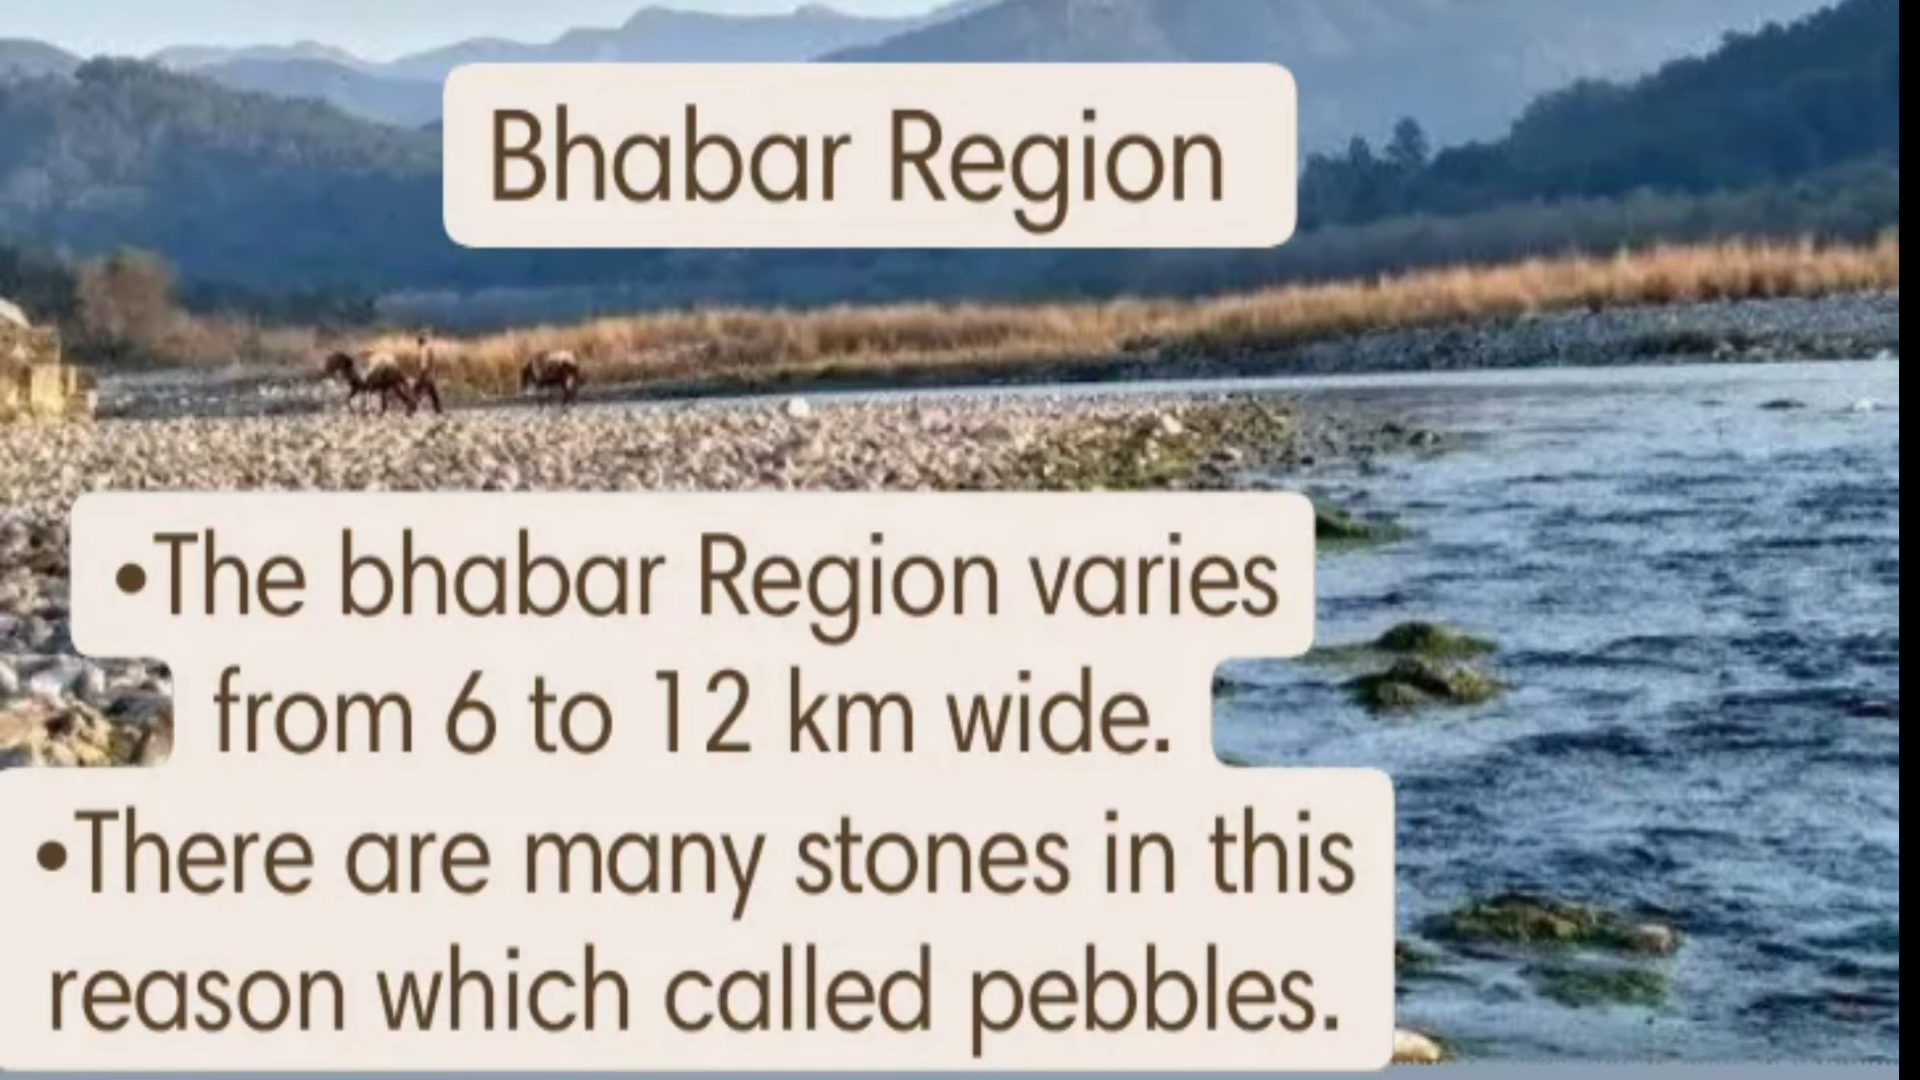 Bhabar Region
•The bhabar Region varies
from 6 to 12 km wide.
•There are many stones in this
reason which called pebbles.